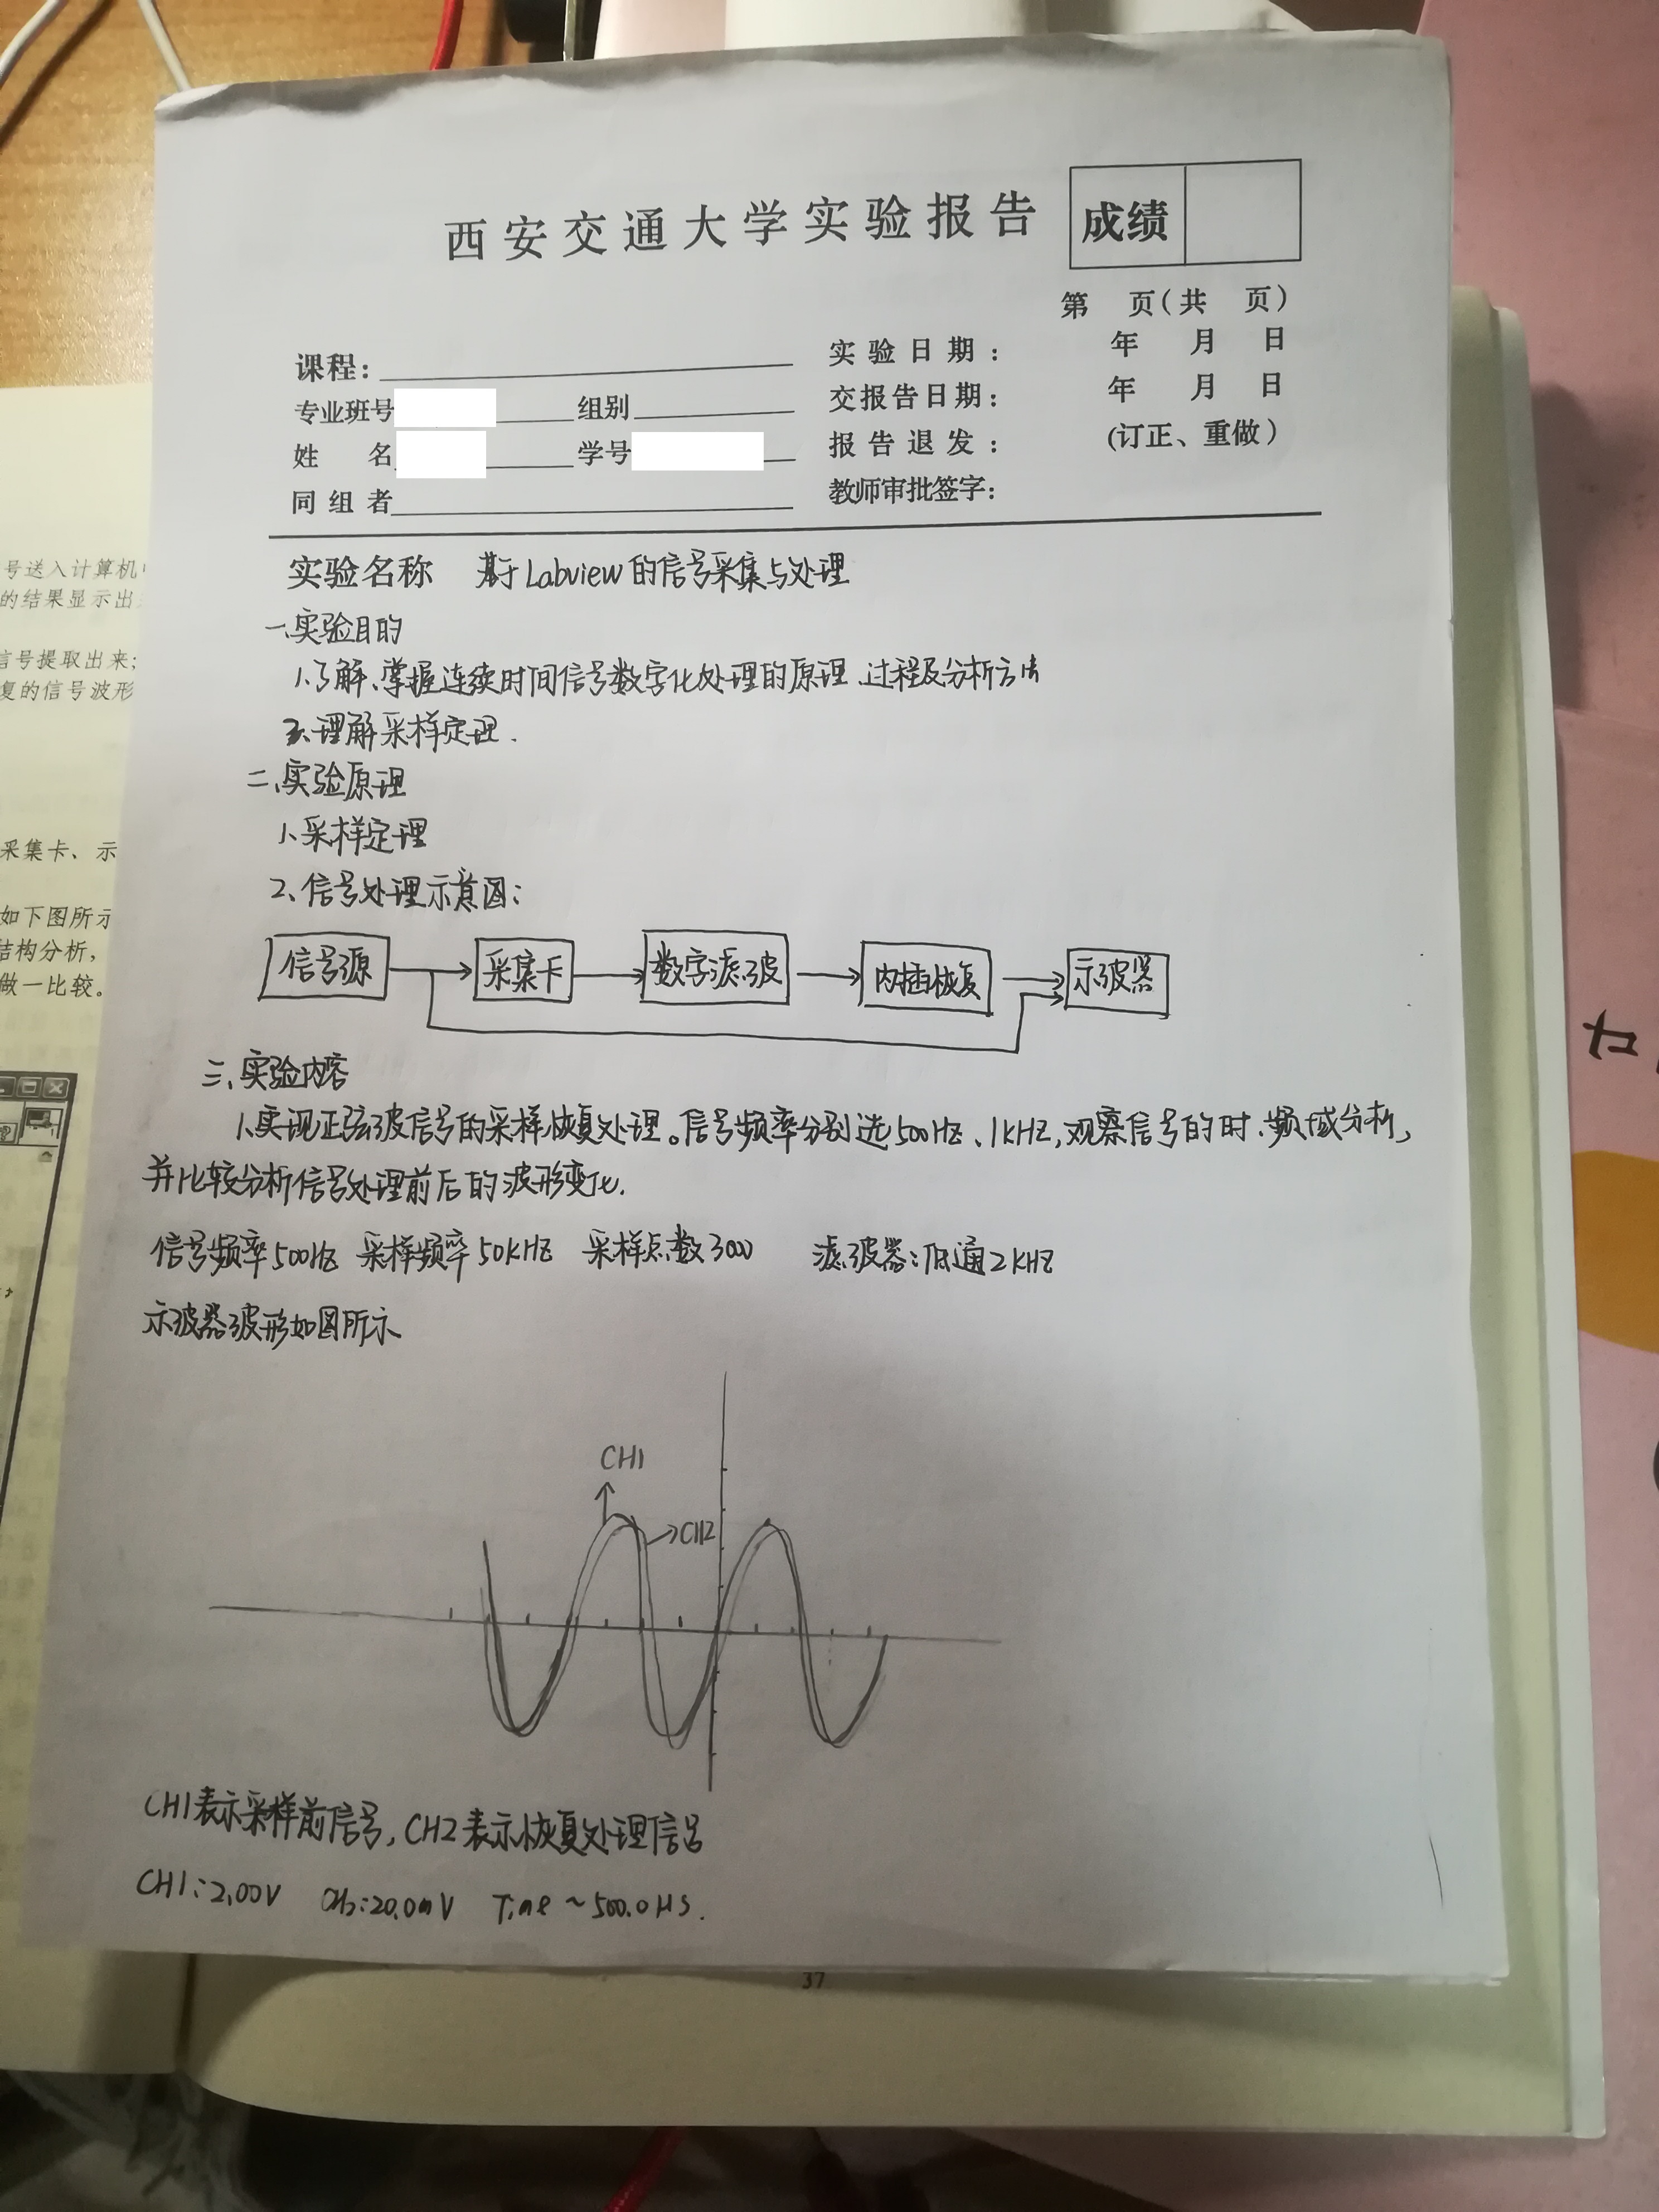 西安交通大学实验报告
成绩
第 页(共 页)
课程:
实验日期: 年 月 日
专业班号 组别
交报告日期: 年 月 日
姓 名 学号
报告退发: (订正、重做)
同组者
教师审批签字:
实验名称 基于Labview的信号采集与处理
一、实验目的
1.了解、掌握连续时间信号数字化处理的原理、过程及分析方法
2.理解采样定理.
二、实验原理
1、采样定理
2、信号处理示意图:
信号源 采集卡 数字滤波 内插恢复 示波器
三、实验内容
1.实现正弦波信号的采样恢复处理。信号频率分别选500Hz、1KHZ,观察信号的时、频域分析,
并比较分析信号处理前后的波形变化.
信号频率500Hz 采样频率50KHZ 采样点数3000 滤波器:低通2KHZ
示波器波形如图所示
CH1
CH2
CH1表示采样前信号,CH2表示恢复处理信号
CH1:2.00V CH2:20.0mV Time ~500.0μs.
37
号送入计算机
的结果显示出
信号提取出来;
复的信号波形
采集卡、示
如下图所示
结构分析,
做一比较。